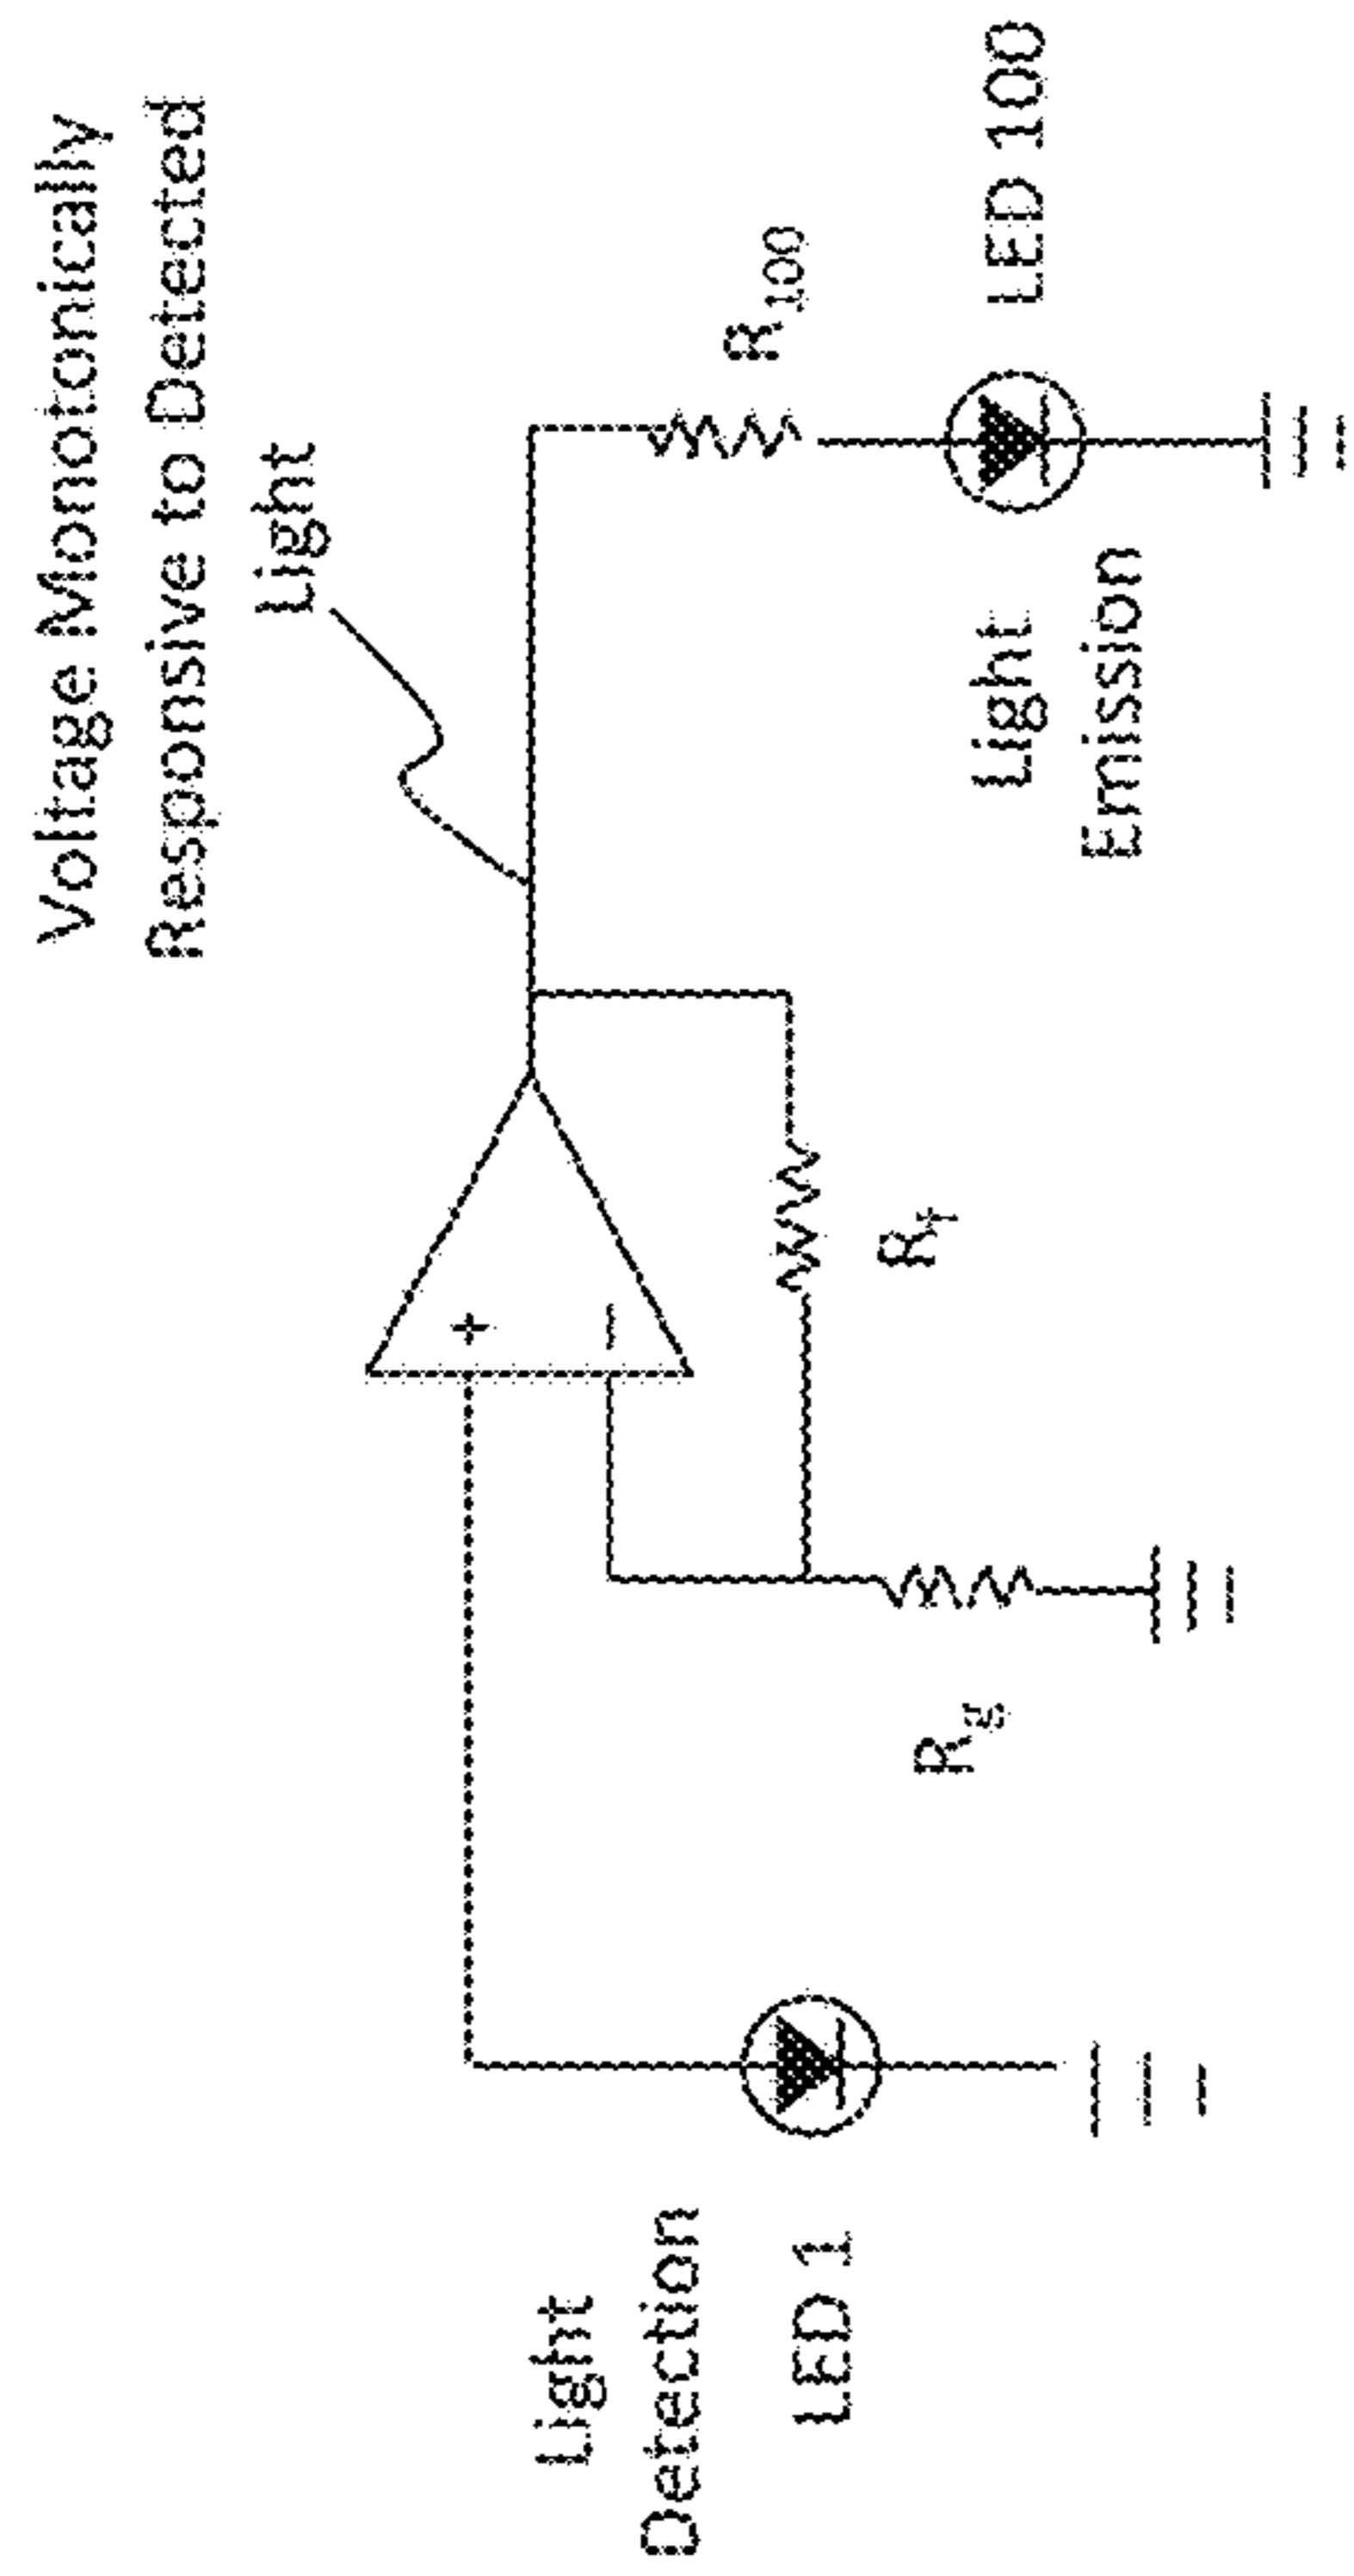 Voltage Monotonically
Responsive to Detected
Light
+
−
R100
LED 100
Light
Emission
Rf
Rg
Light
Detection
LED 1